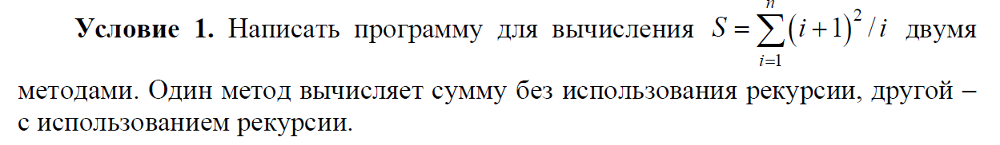 Условие 1. Написать программу для вычисления $S = \sum_{i=1}^{n} (i+1)^2 / i$ двумя
методами. Один метод вычисляет сумму без использования рекурсии, другой –
с использованием рекурсии.